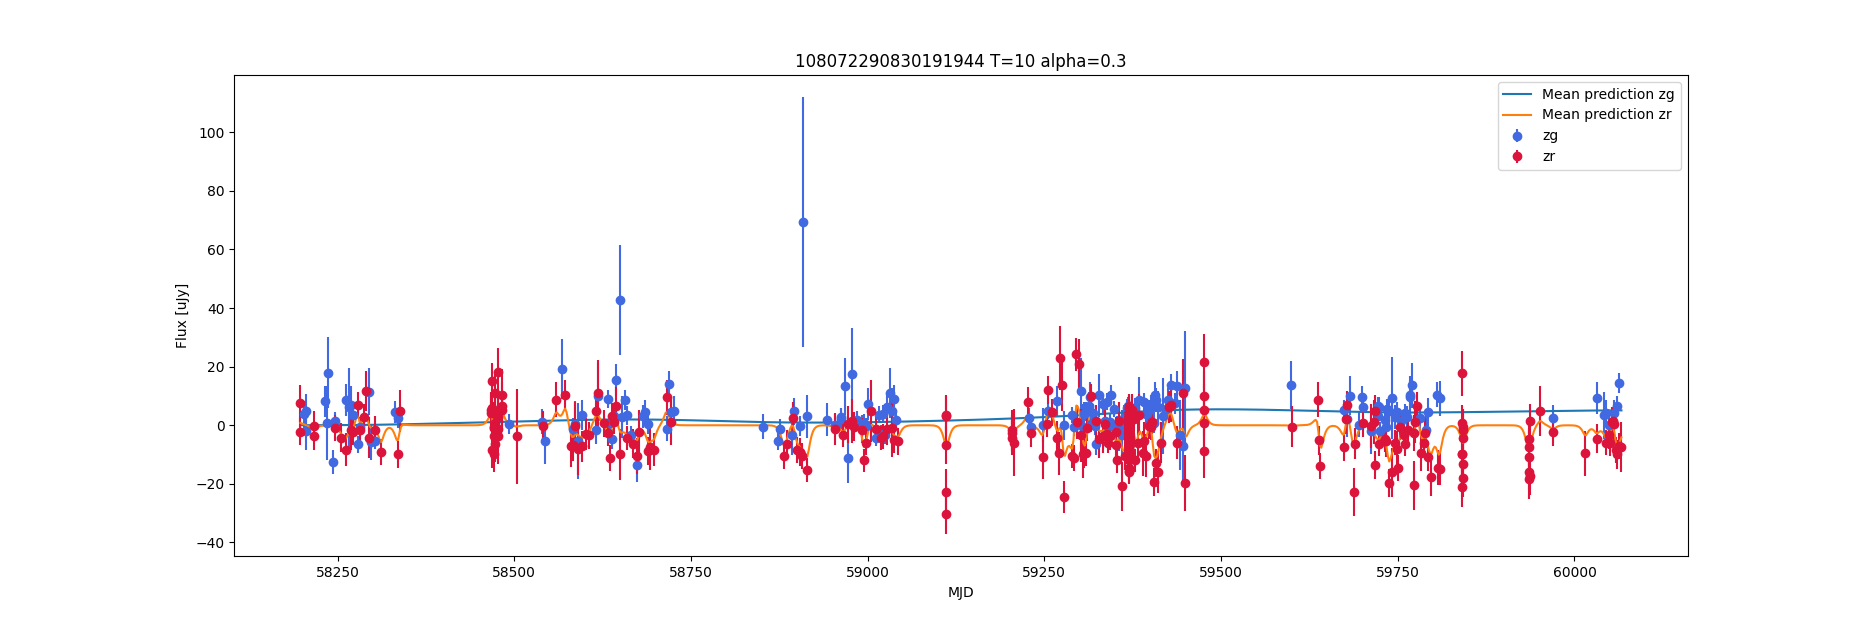 108072290830191944 T=10 alpha=0.3
Mean prediction zg
Mean prediction zr
zg
zr
Flux [uJy]
100
80
60
40
20
0
−20
−40
58250 58500 58750 59000 59250 59500 59750 60000
MJD